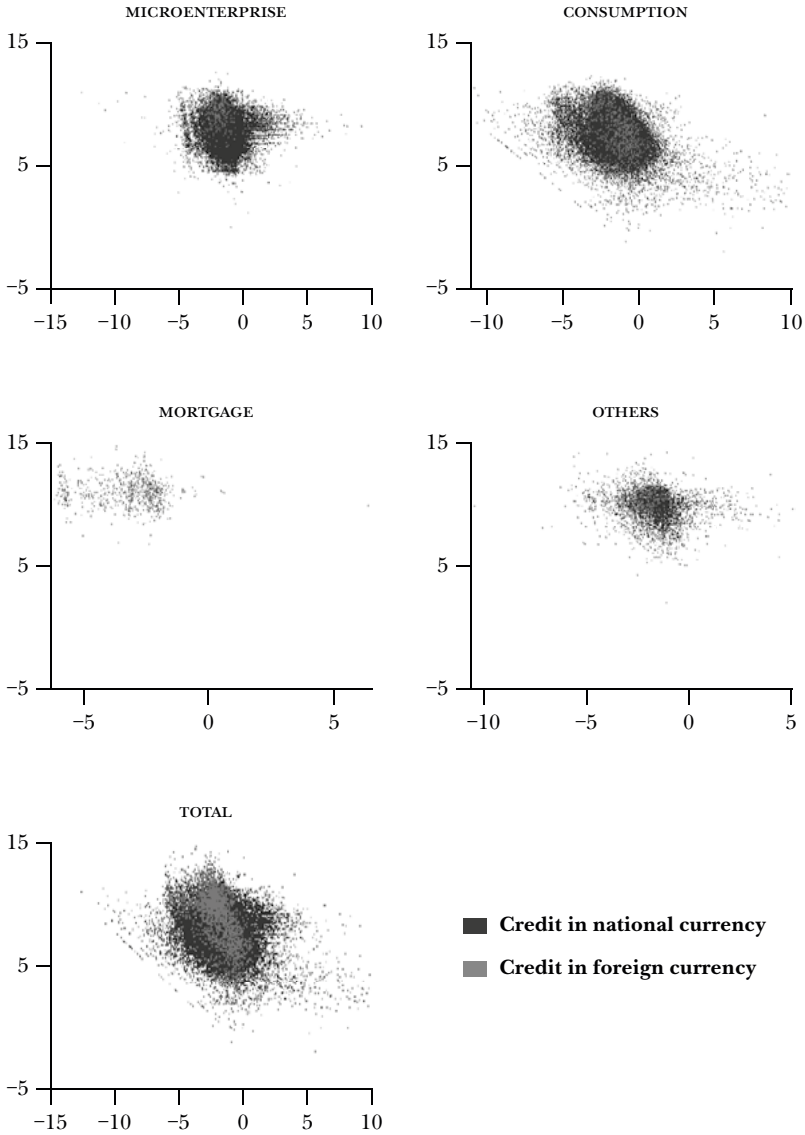 MICROENTERPRISE
15
5
−5
−15 −10 −5 0 5 10
CONSUMPTION
15
5
−5
−10 −5 0 5 10
MORTGAGE
15
5
−5
−5 0 5
OTHERS
15
5
−5
−10 −5 0 5
TOTAL
15
5
−5
−15 −10 −5 0 5 10
Credit in national currency
Credit in foreign currency